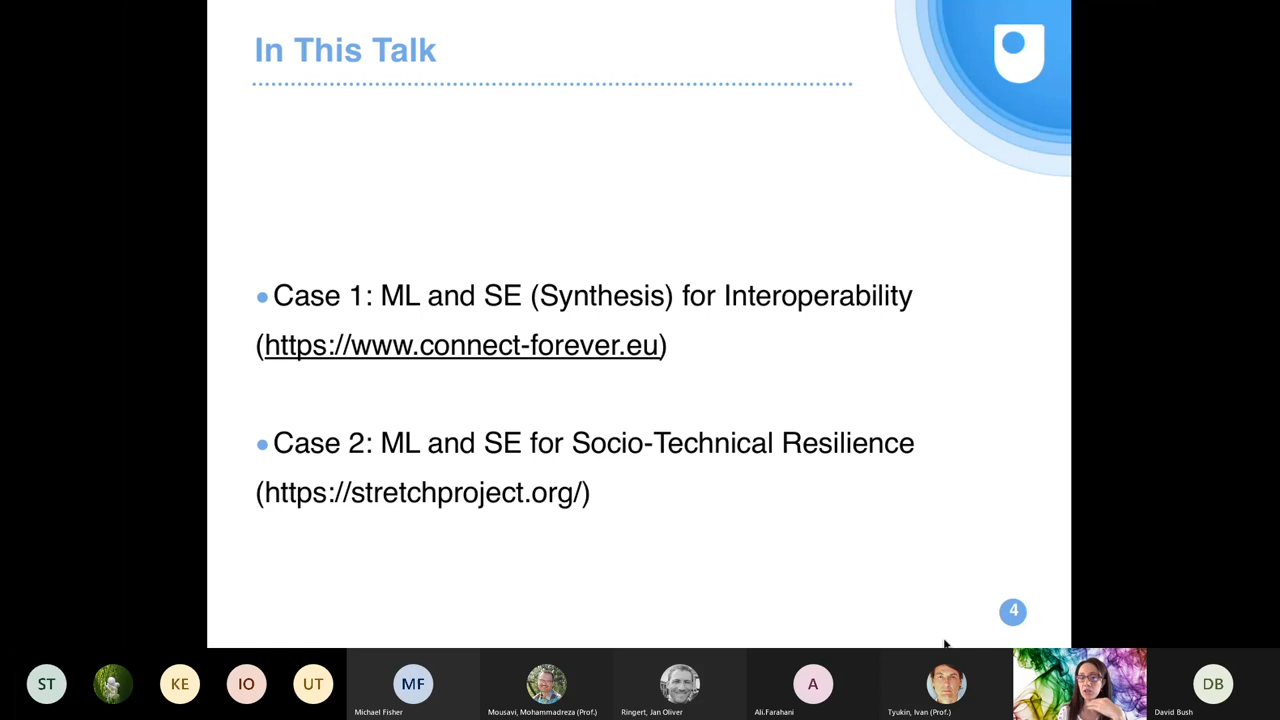 In This Talk
Case 1: ML and SE (Synthesis) for Interoperability
(https://www.connect-forever.eu)
Case 2: ML and SE for Socio-Technical Resilience
(https://stretchproject.org/)
4
ST
KE
IO
UT
MF
A
DB
Michael Fisher
Mousavi, Mohammadreza (Prof.)
Ringert, Jan Oliver
Ali.Farahani
Tyukin, Ivan (Prof.)
David Bush